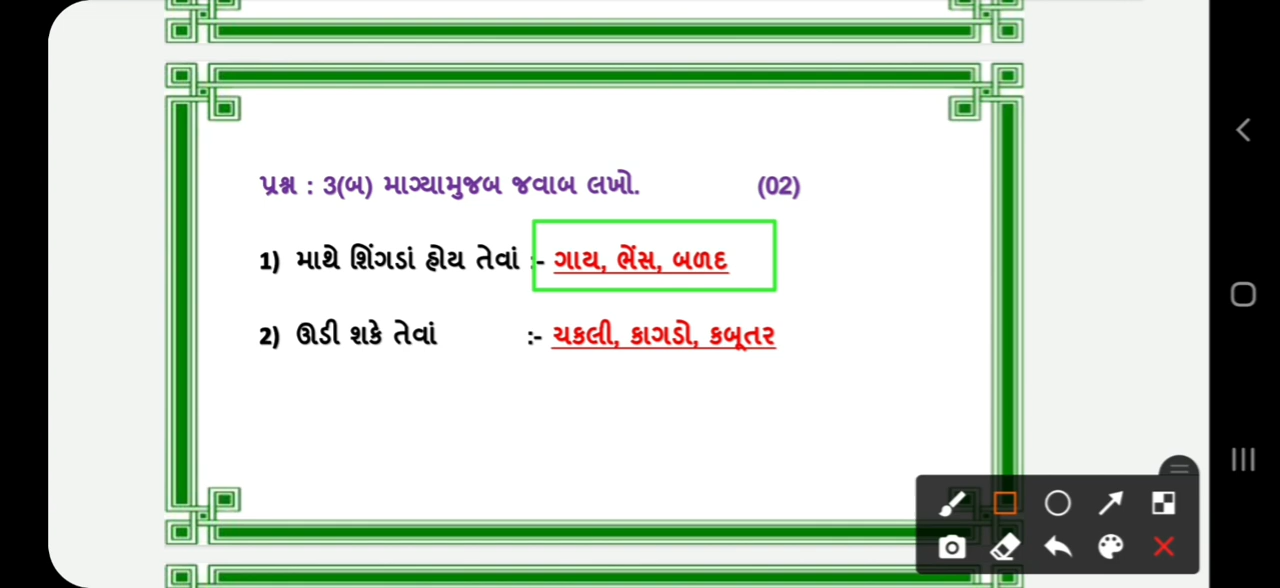 પ્રશ્ન : 3(બ) માગ્યામુજબ જવાબ લખો. (02)
1) માથે શિંગડાં હોય તેવાં :- ગાય, ભેંસ, બળદ
2) ઊડી શકે તેવાં :- ચકલી, કાગડો, કબૂતર